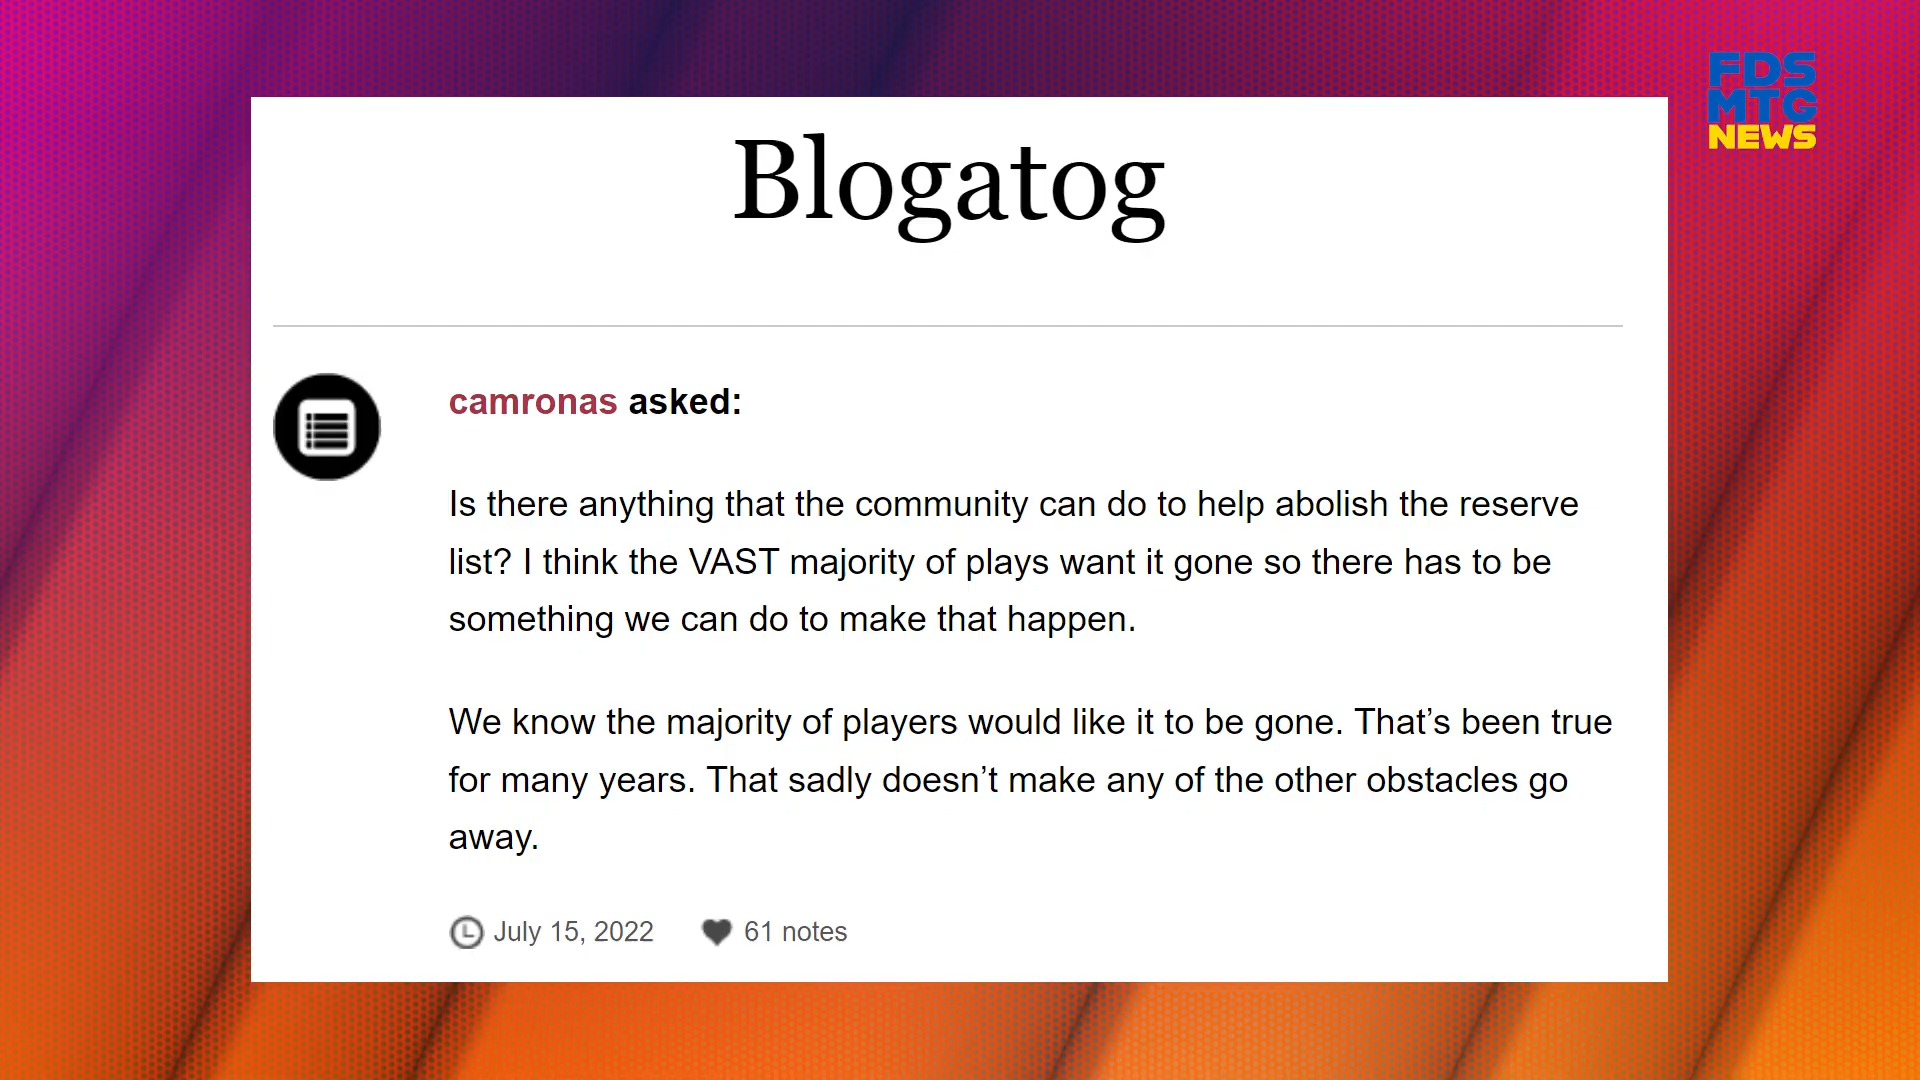 FDS
MTG
NEWS
Blogatog
camronas asked:
Is there anything that the community can do to help abolish the reserve
list? I think the VAST majority of plays want it gone so there has to be
something we can do to make that happen.
We know the majority of players would like it to be gone. That’s been true
for many years. That sadly doesn’t make any of the other obstacles go
away.
July 15, 2022 61 notes